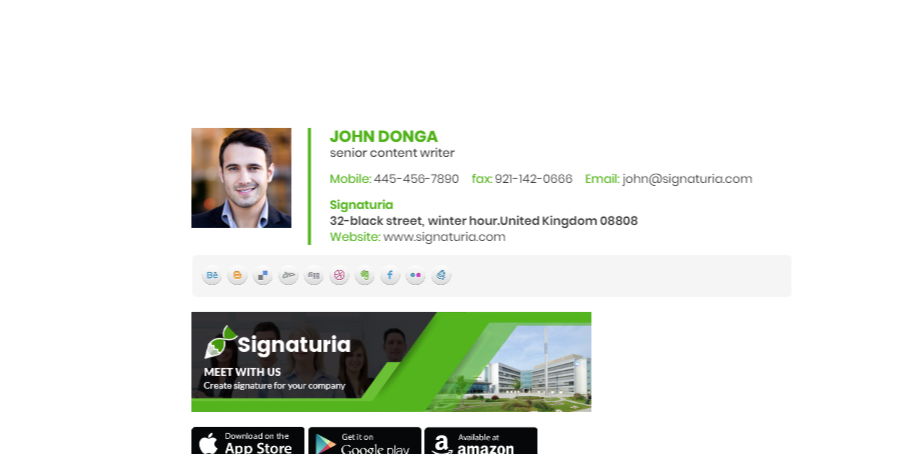 JOHN DONGA
senior content writer
Mobile: 445-456-7890 fax: 921-142-0666 Email: john@signaturia.com
Signaturia
32-black street, winter hour.United Kingdom 08808
Website: www.signaturia.com
Bē
digg
f
Signaturia
MEET WITH US
Create signature for your company
Download on the
App Store
Get it on
Google play
a
Available at
amazon